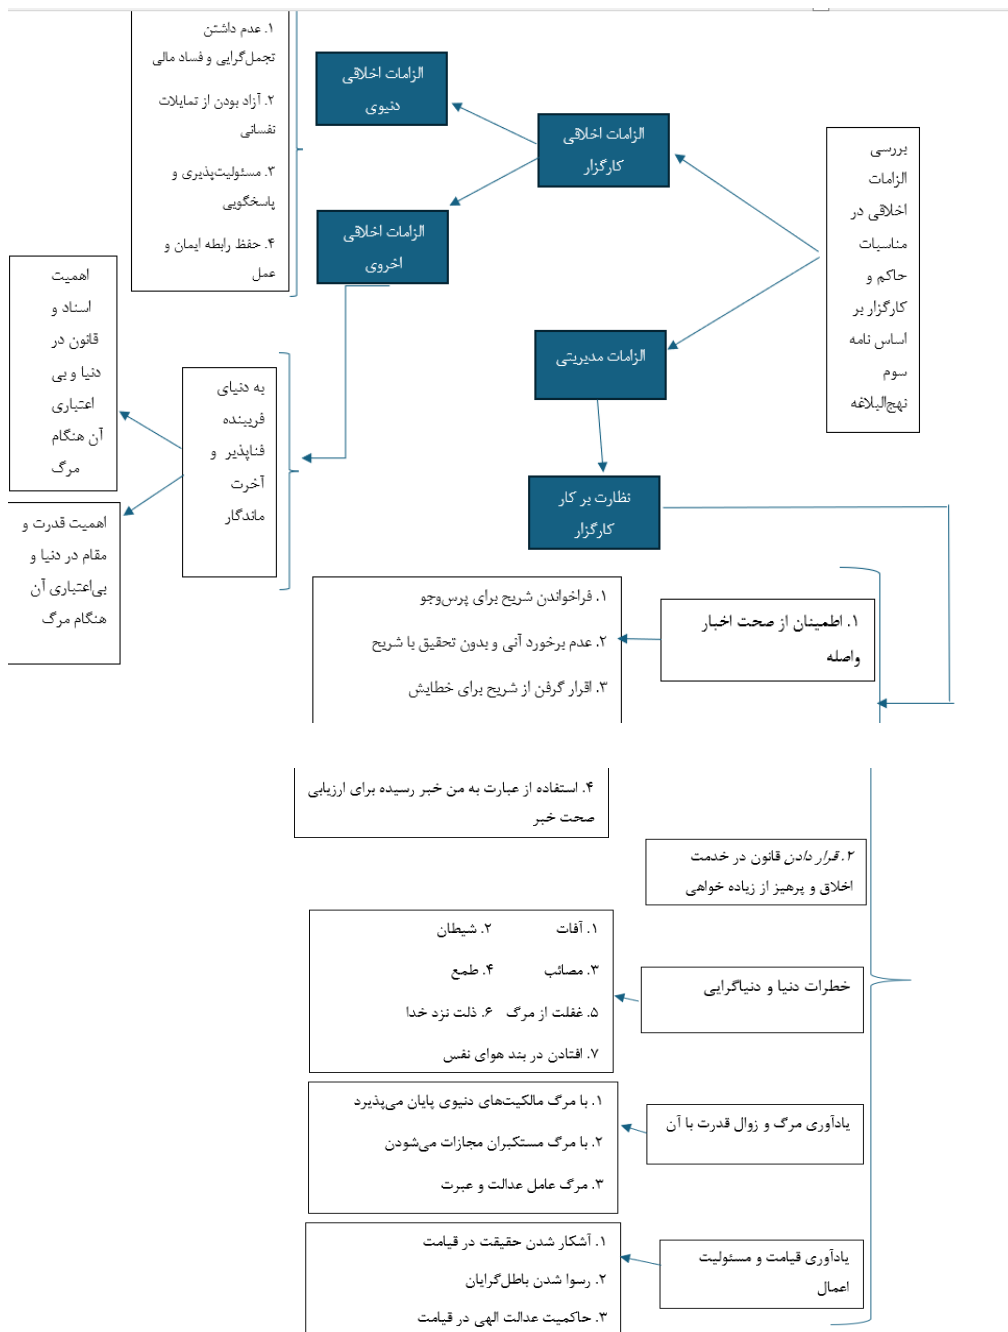 بررسی
الزامات
اخلاقی در
مناسبات
حاکم و
کارگزار بر
اساس نامه
سوم
نهج‌البلاغه
الزامات اخلاقی
کارگزار
الزامات اخلاقی
دنیوی
۱. عدم داشتن
تجمل‌گرایی و فساد مالی
۲. آزاد بودن از تمایلات
نفسانی
۳. مسئولیت‌پذیری و
پاسخگویی
۴. حفظ رابطه ایمان و
عمل
الزامات اخلاقی
اخروی
به دنیای
فریبنده
فناپذیر و
آخرت
ماندگار
اهمیت
اسناد و
قانون در
دنیا و بی
اعتباری
آن هنگام
مرگ
اهمیت قدرت و
مقام در دنیا و
بی‌اعتباری آن
هنگام مرگ
الزامات مدیریتی
نظارت بر کار
کارگزار
۱. اطمینان از صحت اخبار
واصله
۱. فراخواندن شریح برای پرس‌وجو
۲. عدم برخورد آنی و بدون تحقیق با شریح
۳. اقرار گرفن از شریح برای خطایش
۴. استفاده از عبارت به من خبر رسیده برای ارزیابی
صحت خبر
۲. قرار دادن قانون در خدمت
اخلاق و پرهیز از زیاده خواهی
خطرات دنیا و دنیاگرایی
۱. آفات ۲. شیطان
۳. مصائب ۴. طمع
۵. غفلت از مرگ ۶. ذلت نزد خدا
۷. افتادن در بند هوای نفس
یادآوری مرگ و زوال قدرت با آن
۱. با مرگ مالکیت‌های دنیوی پایان می‌پذیرد
۲. با مرگ مستکبران مجازات می‌شودن
۳. مرگ عامل عدالت و عبرت
یادآوری قیامت و مسئولیت
اعمال
۱. آشکار شدن حقیقت در قیامت
۲. رسوا شدن باطل‌گرایان
۳. حاکمیت عدالت الهی در قیامت